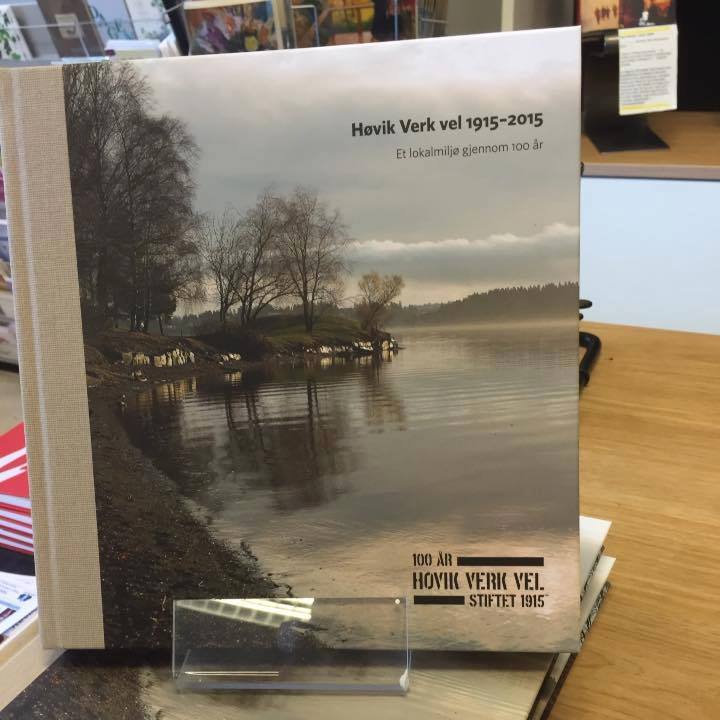 Høvik Verk vel 1915–2015
Et lokalmiljø gjennom 100 år
100 ÅR
HØVIK VERK VEL
STIFTET 1915